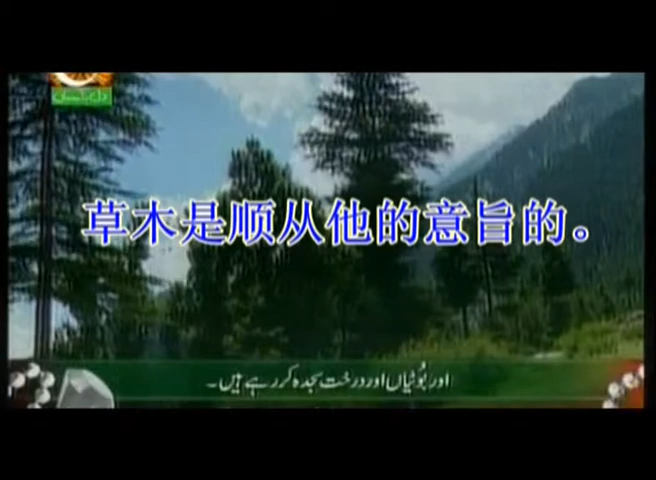 草木是顺从他的意旨的。
اور بُوٹیاں اور درخت سجدہ کر رہے ہیں۔